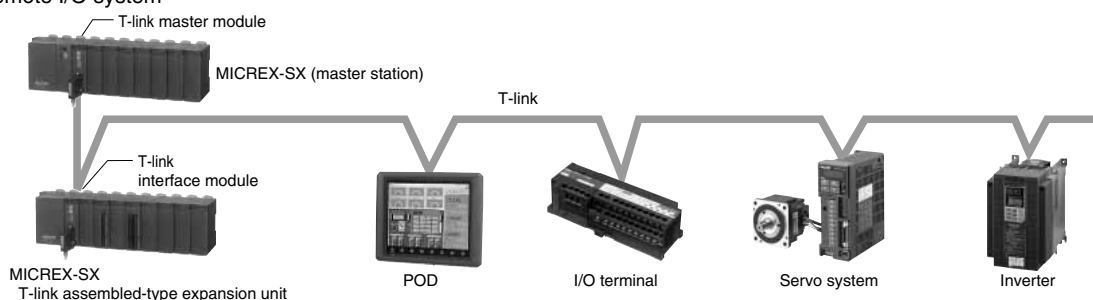 emote I/O system
T-link master module
MICREX-SX (master station)
T-link
T-link
interface module
MICREX-SX
T-link assembled-type expansion unit
POD
I/O terminal
Servo system
Inverter